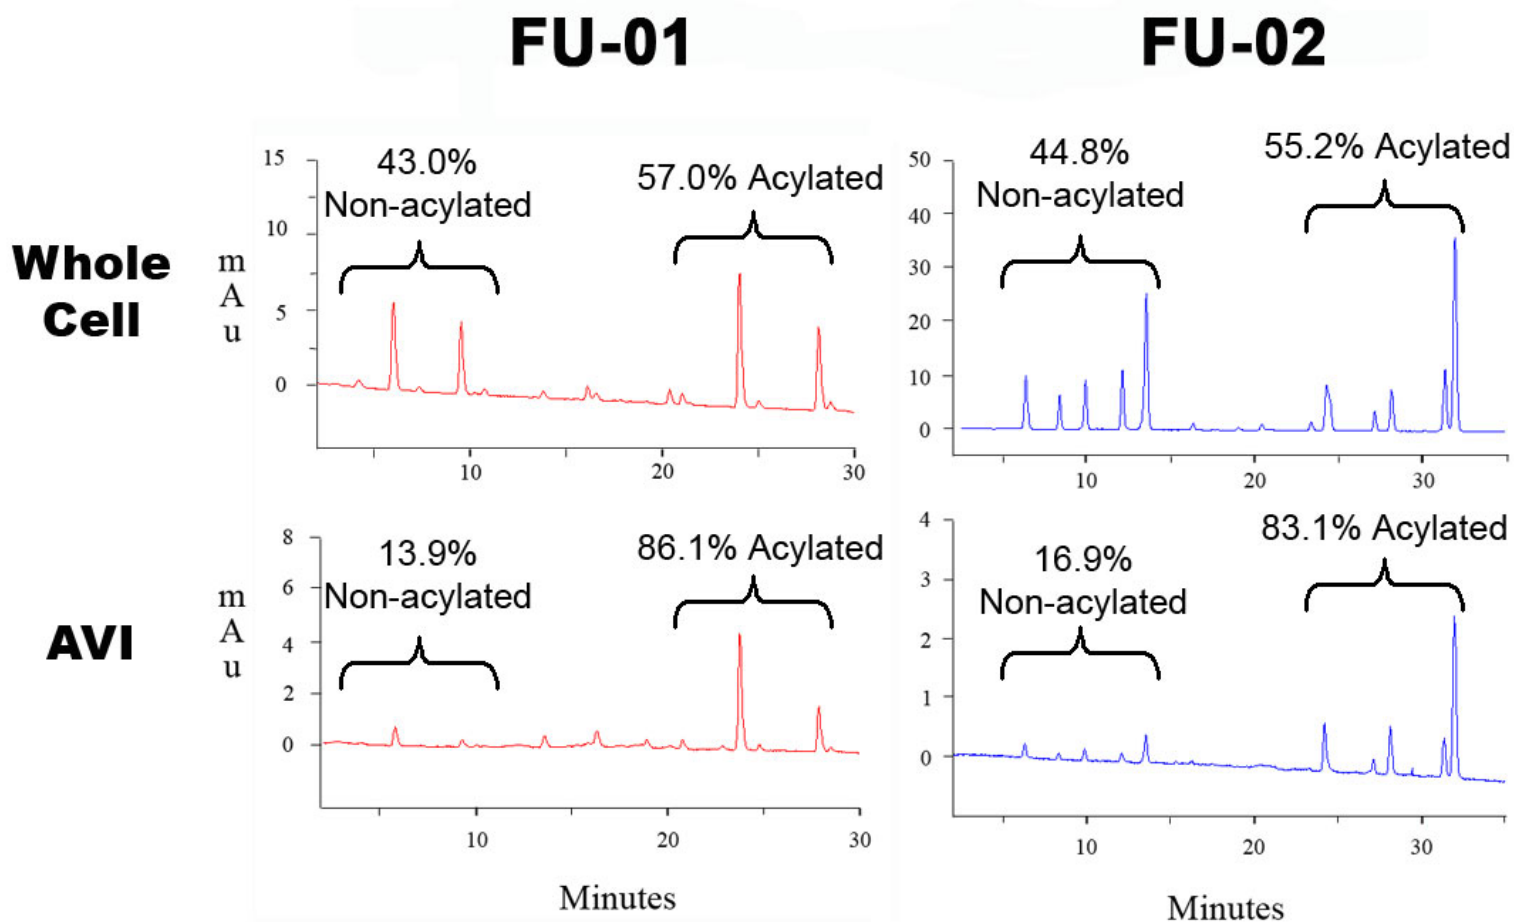 FU-01
FU-02
Whole
Cell
m
A
u
15
10
5
0
43.0%
Non-acylated
57.0% Acylated
10
20
30
50
40
30
20
10
0
44.8%
Non-acylated
55.2% Acylated
10
20
30
AVI
m
A
u
8
6
4
2
0
13.9%
Non-acylated
86.1% Acylated
10
20
30
Minutes
4
3
2
1
0
16.9%
Non-acylated
83.1% Acylated
10
20
30
Minutes